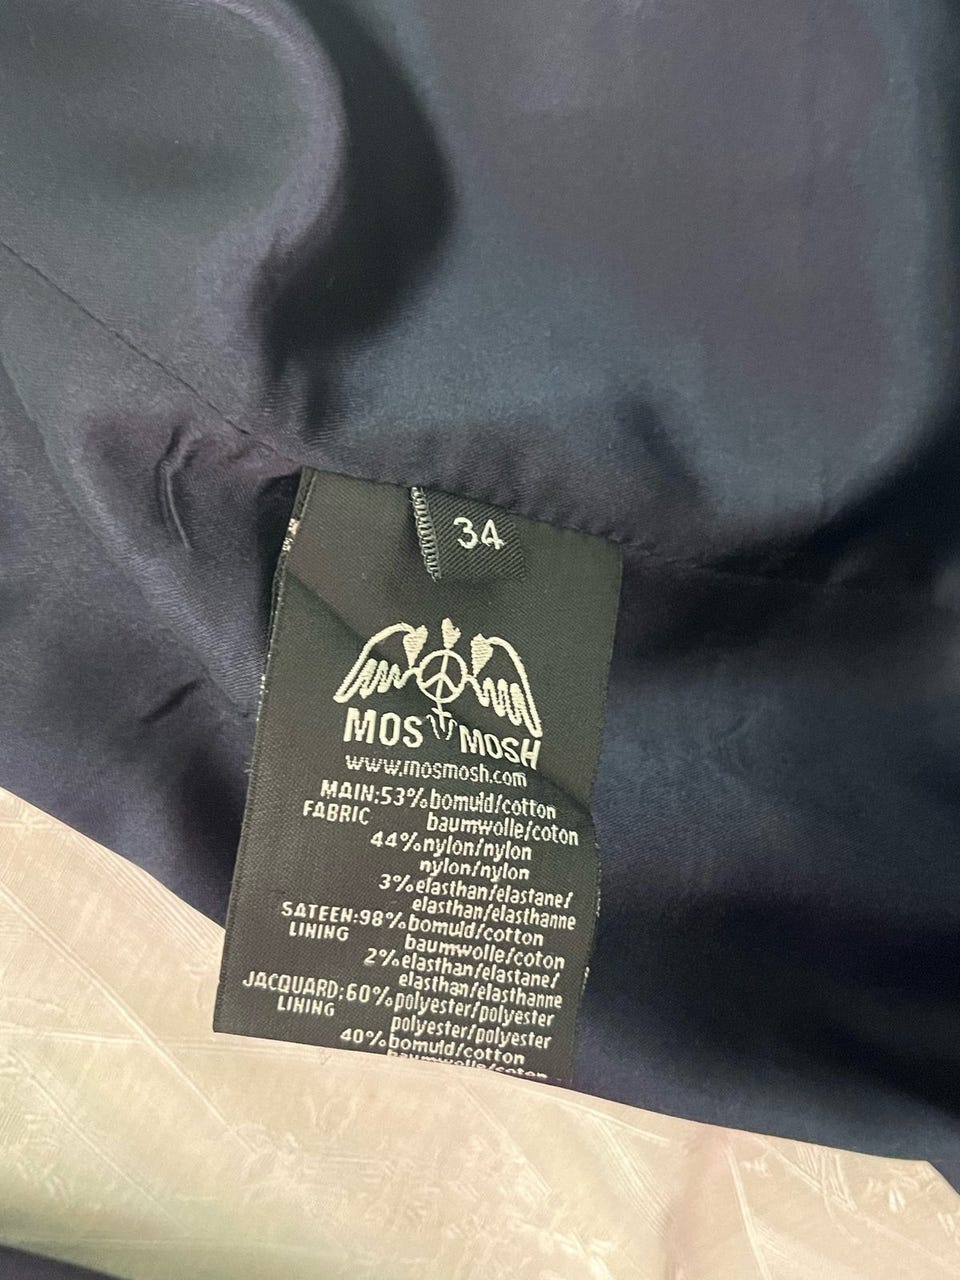 34
MOS MOSH
www.mosmosh.com
MAIN:53%bomuld/cotton
FABRIC baumwolle/coton
44%nylon/nylon
nylon/nylon
3%elasthan/elastane/
elasthan/elasthanne
SATEEN:98%bomuld/cotton
LINING baumwolle/coton
2%elasthan/elastane/
elasthan/elasthanne
JACQUARD:60%polyester/polyester
LINING polyester/polyester
40%bomuld/cotton
baumwolle/coton